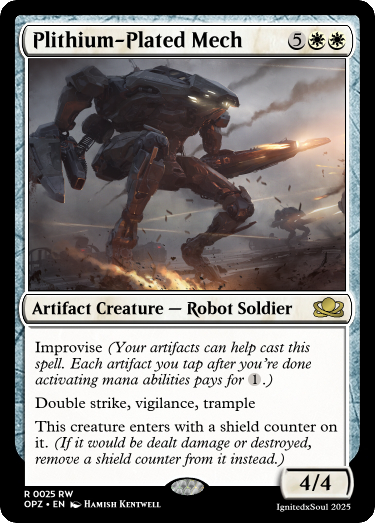 Plithium-Plated Mech 5
Artifact Creature — Robot Soldier
Improvise (Your artifacts can help cast this
spell. Each artifact you tap after you're done
activating mana abilities pays for 1.)
Double strike, vigilance, trample
This creature enters with a shield counter on
it. (If it would be dealt damage or destroyed,
remove a shield counter from it instead.)
4/4
R 0025 RW
OPZ • EN Hamish Kentwell
IgnitedxSoul 2025